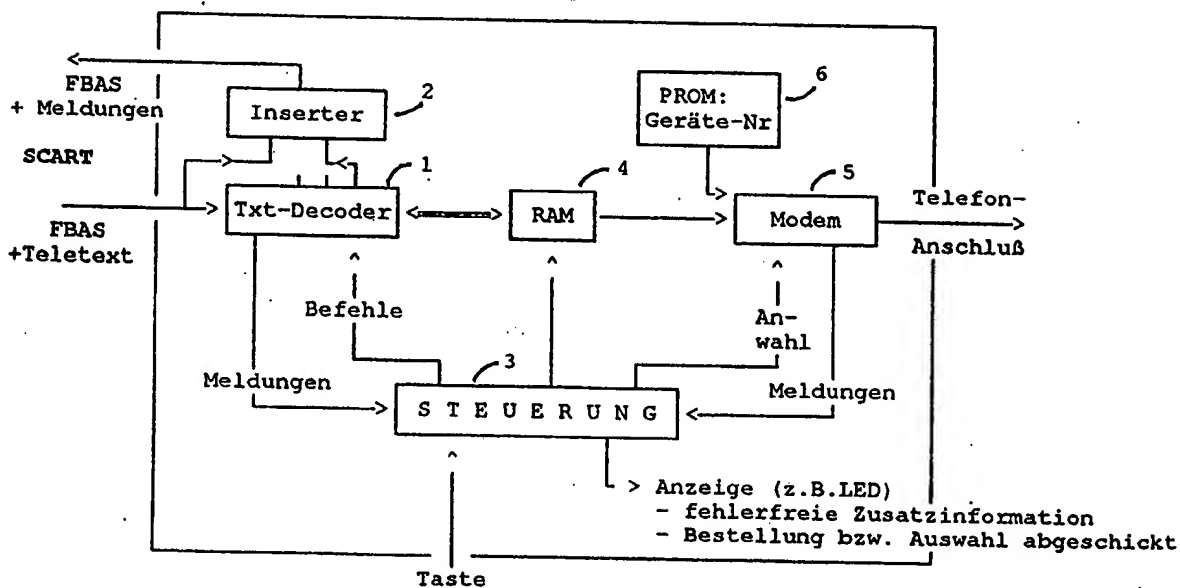 FBAS
+ Meldungen
SCART
FBAS
+Teletext
2
Inserter
1
Txt-Decoder
4
RAM
6
PROM:
Geräte-Nr
5
Modem
Telefon-
Anschluß
Befehle
An-
wahl
Meldungen
3
Meldungen
S T E U E R U N G
Anzeige (z.B.LED)
- fehlerfreie Zusatzinformation
- Bestellung bzw. Auswahl abgeschickt
Taste